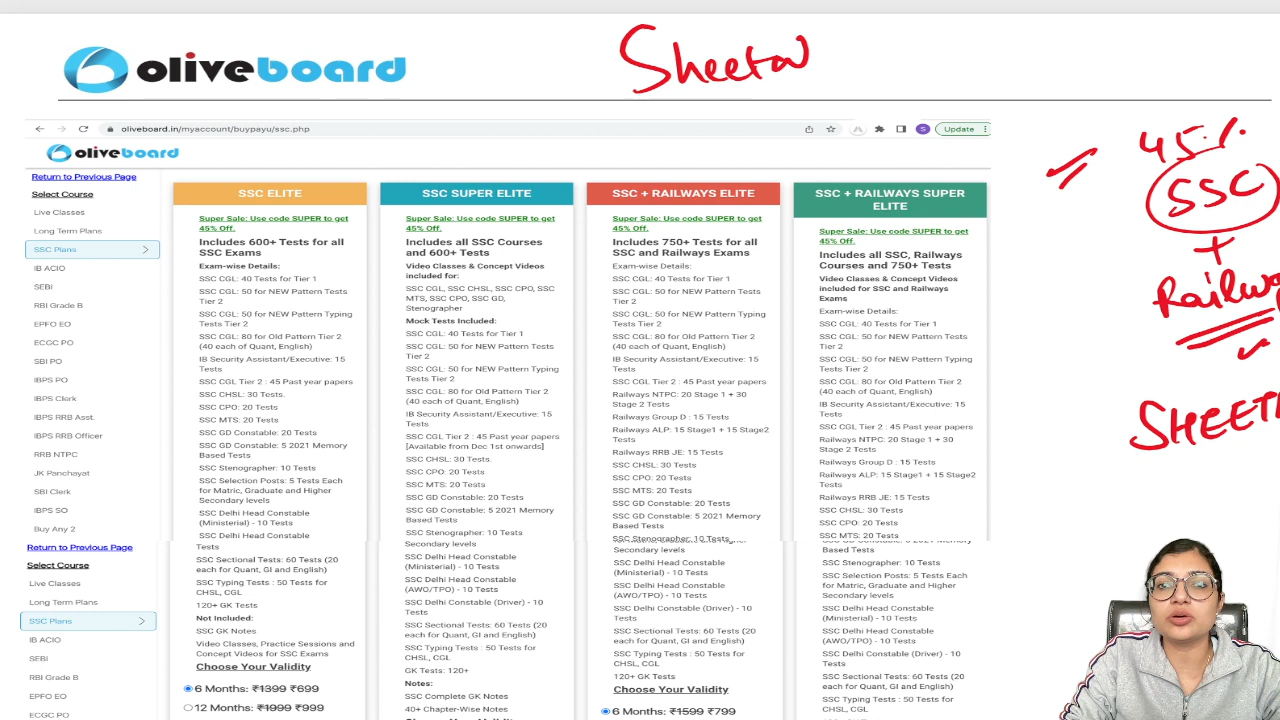 oliveboard
Sheetal
oliveboard.in/myaccount/buypayu/ssc.php
S
Update
oliveboard
Return to Previous Page
Select Course
Live Classes
Long Term Plans
SSC Plans
IB ACIO
SEBI
RBI Grade B
EPFO EO
ECGC PO
SBI PO
IBPS PO
IBPS Clerk
IBPS RRB Asst.
IBPS RRB Officer
RRB NTPC
JK Panchayat
SBI Clerk
IBPS SO
Buy Any 2
Return to Previous Page
Select Course
Live Classes
Long Term Plans
SSC Plans
IB ACIO
SEBI
RBI Grade B
EPFO EO
ECGC PO
SSC ELITE
Super Sale: Use code SUPER to get
45% Off.
Includes 600+ Tests for all
SSC Exams
Exam-wise Details:
SSC CGL: 40 Tests for Tier 1
SSC CGL: 50 for NEW Pattern Tests
Tier 2
SSC CGL: 50 for NEW Pattern Typing
Tests Tier 2
SSC CGL: 80 for Old Pattern Tier 2
(40 each of Quant, English)
IB Security Assistant/Executive: 15
Tests
SSC CGL Tier 2 : 45 Past year papers
SSC CHSL: 30 Tests.
SSC CPO: 20 Tests
SSC MTS: 20 Tests
SSC GD Constable: 20 Tests
SSC GD Constable: 5 2021 Memory
Based Tests
SSC Stenographer: 10 Tests
SSC Selection Posts: 5 Tests Each
for Matric, Graduate and Higher
Secondary levels
SSC Delhi Head Constable
(Ministerial) - 10 Tests
SSC Delhi Head Constable
Tests
SSC Sectional Tests: 60 Tests (20
each for Quant, GI and English)
SSC Typing Tests : 50 Tests for
CHSL, CGL
120+ GK Tests
Not Included:
SSC GK Notes
Video Classes, Practice Sessions and
Concept Videos for SSC Exams
Choose Your Validity
6 Months: ₹1399 ₹699
12 Months: ₹1999 ₹999
SSC SUPER ELITE
Super Sale: Use code SUPER to get
45% Off.
Includes all SSC Courses
and 600+ Tests
Video Classes & Concept Videos
included for:
SSC CGL, SSC CHSL, SSC CPO, SSC
MTS, SSC CPO, SSC GD,
Stenographer
Mock Tests Included:
SSC CGL: 40 Tests for Tier 1
SSC CGL: 50 for NEW Pattern Tests
Tier 2
SSC CGL: 50 for NEW Pattern Typing
Tests Tier 2
SSC CGL: 80 for Old Pattern Tier 2
(40 each of Quant, English)
IB Security Assistant/Executive: 15
Tests
SSC CGL Tier 2 : 45 Past year papers
[Available from Dec 1st onwards]
SSC CHSL: 30 Tests.
SSC CPO: 20 Tests
SSC MTS: 20 Tests
SSC GD Constable: 20 Tests
SSC GD Constable: 5 2021 Memory
Based Tests
SSC Stenographer: 10 Tests
Secondary levels
SSC Delhi Head Constable
(Ministerial) - 10 Tests
SSC Delhi Head Constable
(AWO/TPO) - 10 Tests
SSC Delhi Constable (Driver) - 10
Tests
SSC Sectional Tests: 60 Tests (20
each for Quant, GI and English)
SSC Typing Tests : 50 Tests for
CHSL, CGL
GK Tests: 120+
Notes:
SSC Complete GK Notes
40+ Chapter-Wise Notes
SSC + RAILWAYS ELITE
Super Sale: Use code SUPER to get
45% Off.
Includes 750+ Tests for all
SSC and Railways Exams
Exam-wise Details:
SSC CGL: 40 Tests for Tier 1
SSC CGL: 50 for NEW Pattern Tests
Tier 2
SSC CGL: 50 for NEW Pattern Typing
Tests Tier 2
SSC CGL: 80 for Old Pattern Tier 2
(40 each of Quant, English)
IB Security Assistant/Executive: 15
Tests
SSC CGL Tier 2 : 45 Past year papers
Railways NTPC: 20 Stage 1 + 30
Stage 2 Tests
Railways Group D : 15 Tests
Railways ALP: 15 Stage1 + 15 Stage2
Tests
Railways RRB JE: 15 Tests
SSC CHSL: 30 Tests
SSC CPO: 20 Tests
SSC MTS: 20 Tests
SSC GD Constable: 20 Tests
SSC GD Constable: 5 2021 Memory
Based Tests
SSC Stenographer: 10 Tests
Secondary levels
SSC Delhi Head Constable
(Ministerial) - 10 Tests
SSC Delhi Head Constable
(AWO/TPO) - 10 Tests
SSC Delhi Constable (Driver) - 10
Tests
SSC Sectional Tests: 60 Tests (20
each for Quant, GI and English)
SSC Typing Tests : 50 Tests for
CHSL, CGL
120+ GK Tests
Choose Your Validity
6 Months: ₹1599 ₹799
SSC + RAILWAYS SUPER
ELITE
Super Sale: Use code SUPER to get
45% Off.
Includes all SSC, Railways
Courses and 750+ Tests
Video Classes & Concept Videos
included for SSC and Railways
Exams
Exam-wise Details:
SSC CGL: 40 Tests for Tier 1
SSC CGL: 50 for NEW Pattern Tests
Tier 2
SSC CGL: 50 for NEW Pattern Typing
Tests Tier 2
SSC CGL: 80 for Old Pattern Tier 2
(40 each of Quant, English)
IB Security Assistant/Executive: 15
Tests
SSC CGL Tier 2 : 45 Past year papers
Railways NTPC: 20 Stage 1 + 30
Stage 2 Tests
Railways Group D : 15 Tests
Railways ALP: 15 Stage1 + 15 Stage2
Tests
Railways RRB JE: 15 Tests
SSC CHSL: 30 Tests
SSC CPO: 20 Tests
SSC MTS: 20 Tests
Based Tests
SSC Stenographer: 10 Tests
SSC Selection Posts: 5 Tests Each
for Matric, Graduate and Higher
Secondary levels
SSC Delhi Head Constable
(Ministerial) - 10 Tests
SSC Delhi Head Constable
(AWO/TPO) - 10 Tests
SSC Delhi Constable (Driver) - 10
Tests
SSC Sectional Tests: 60 Tests (20
each for Quant, GI and English)
SSC Typing Tests : 50 Tests for
CHSL, CGL
45%
SSC
+
Railwa
SHEET